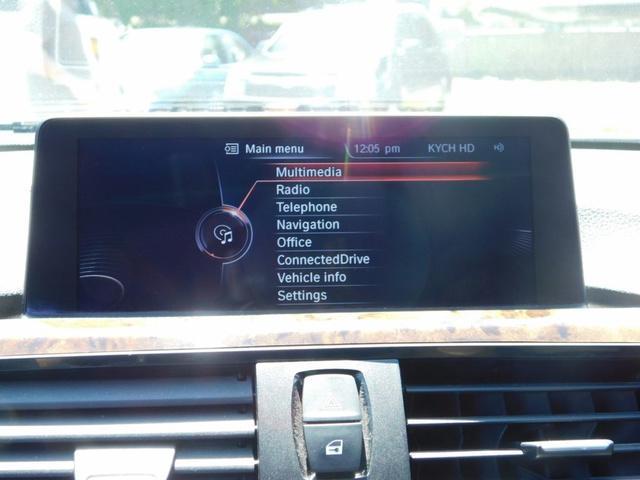 Main menu 12:05 pm KYCH HD
Multimedia
Radio
Telephone
Navigation
Office
ConnectedDrive
Vehicle info
Settings